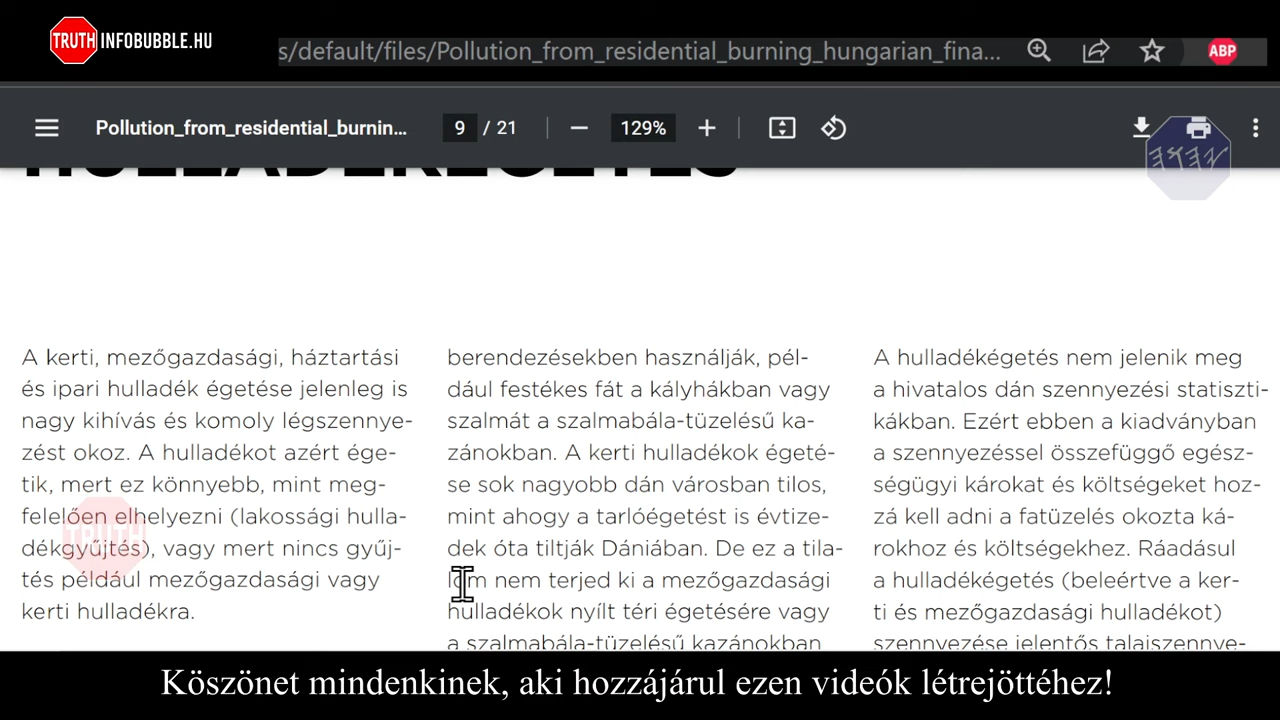 TRUTH INFOBUBBLE.HU
s/default/files/Pollution_from_residential_burning_hungarian_fina...
ABP
Pollution_from_residential_burnin...
9 / 21
129%
HULLADÉKÉGETÉS
A kerti, mezőgazdasági, háztartási
és ipari hulladék égetése jelenleg is
nagy kihívás és komoly légszennye-
zést okoz. A hulladékot azért ége-
tik, mert ez könnyebb, mint meg-
felelően elhelyezni (lakossági hulla-
dékgyűjtés), vagy mert nincs gyűj-
tés például mezőgazdasági vagy
kerti hulladékra.
berendezésekben használják, pél-
dául festékes fát a kályhákban vagy
szalmát a szalmabála-tüzelésű ka-
zánokban. A kerti hulladékok égeté-
se sok nagyobb dán városban tilos,
mint ahogy a tarlóégetést is évtize-
dek óta tiltják Dániában. De ez a tila-
lom nem terjed ki a mezőgazdasági
hulladékok nyílt téri égetésére vagy
a szalmabála-tüzelésű kazánokban
A hulladékégetés nem jelenik meg
a hivatalos dán szennyezési statiszti-
kákban. Ezért ebben a kiadványban
a szennyezéssel összefüggő egész-
ségügyi károkat és költségeket hoz-
zá kell adni a fatüzelés okozta ká-
rokhoz és költségekhez. Ráadásul
a hulladékégetés (beleértve a ker-
ti és mezőgazdasági hulladékot)
szennyezése jelentős talajszennye-
TRUTH
Köszönet mindenkinek, aki hozzájárul ezen videók létrejöttéhez!